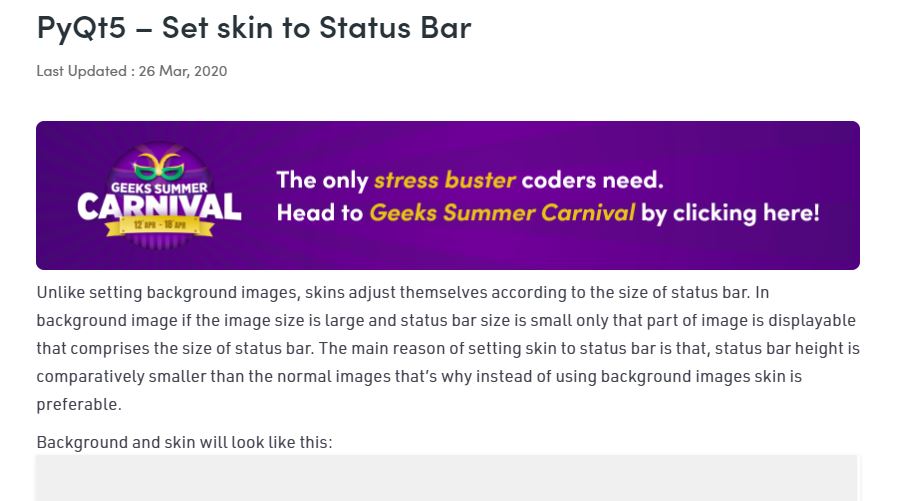 PyQt5 – Set skin to Status Bar
Last Updated : 26 Mar, 2020
GEEKS SUMMER
CARNIVAL
12 APR - 18 APR
The only stress buster coders need.
Head to Geeks Summer Carnival by clicking here!
Unlike setting background images, skins adjust themselves according to the size of status bar. In
background image if the image size is large and status bar size is small only that part of image is displayable
that comprises the size of status bar. The main reason of setting skin to status bar is that, status bar height is
comparatively smaller than the normal images that’s why instead of using background images skin is
preferable.
Background and skin will look like this: